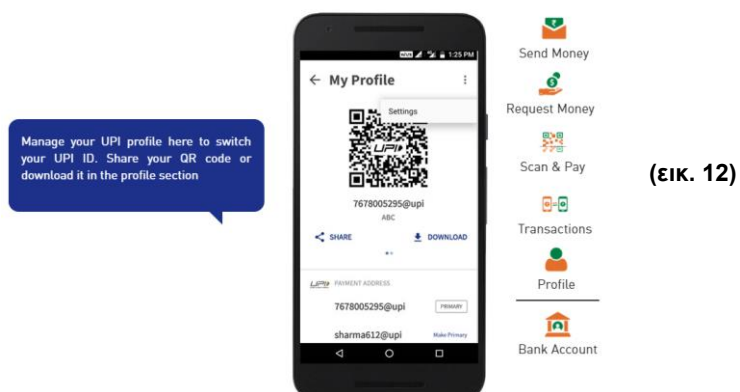 Manage your UPI profile here to switch
your UPI ID. Share your QR code or
download it in the profile section
1:25 PM
← My Profile
Settings
UPI
7678005295@upi
ABC
SHARE
DOWNLOAD
UPI PAYMENT ADDRESS
7678005295@upi
PRIMARY
sharma612@upi
Make Primary
Send Money
Request Money
Scan & Pay
Transactions
Profile
Bank Account
(εικ. 12)